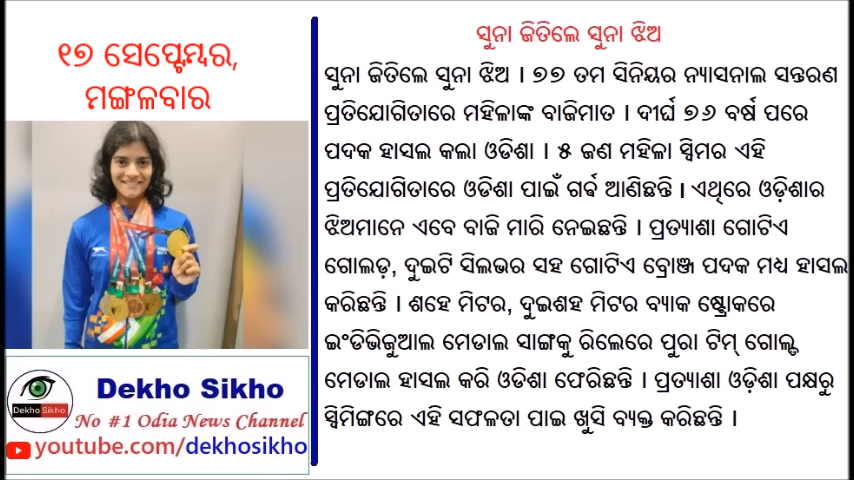 ୧୭ ସେପ୍ଟେମ୍ବର,
ମଙ୍ଗଳବାର
ସୁନା ଜିତିଲେ ସୁନା ଝିଅ
ସୁନା ଜିତିଲେ ସୁନା ଝିଅ । ୭୭ ତମ ସିନିୟର ନ୍ୟାସନାଲ ସନ୍ତରଣ
ପ୍ରତିଯୋଗିତାରେ ମହିଳାଙ୍କ ବାଜିମାତ । ଦୀର୍ଘ ୭୬ ବର୍ଷ ପରେ
ପଦକ ହାସଲ କଲା ଓଡିଶା । ୫ ଜଣ ମହିଳା ସ୍ୱିମର ଏହି
ପ୍ରତିଯୋଗିତାରେ ଓଡିଶା ପାଇଁ ଗର୍ଵ ଆଣିଛନ୍ତି । ଏଥିରେ ଓଡ଼ିଶାର
ଝିଅମାନେ ଏବେ ବାଜି ମାରି ନେଇଛନ୍ତି । ପ୍ରତ୍ୟାଶା ଗୋଟିଏ
ଗୋଲଡ଼, ଦୁଇଟି ସିଲଭର ସହ ଗୋଟିଏ ବ୍ରୋଞ୍ଜ ପଦକ ମଧ୍ୟ ହାସଲ
କରିଛନ୍ତି । ଶହେ ମିଟର, ଦୁଇଶହ ମିଟର ବ୍ୟାକ ଷ୍ଟ୍ରୋକରେ
ଇଂଡିଭିଜୁଆଲ ମେଡାଲ ସାଙ୍ଗକୁ ରିଲେରେ ପୁରା ଟିମ୍ ଗୋଲ୍ଡ
ମେଡାଲ ହାସଲ କରି ଓଡିଶା ଫେରିଛନ୍ତି । ପ୍ରତ୍ୟାଶା ଓଡ଼ିଶା ପକ୍ଷରୁ
ସ୍ୱିମିଙ୍ଗରେ ଏହି ସଫଳତା ପାଇ ଖୁସି ବ୍ୟକ୍ତ କରିଛନ୍ତି ।
Dekho Sikho
Dekho Sikho
No #1 Odia News Channel
youtube.com/dekhosikho